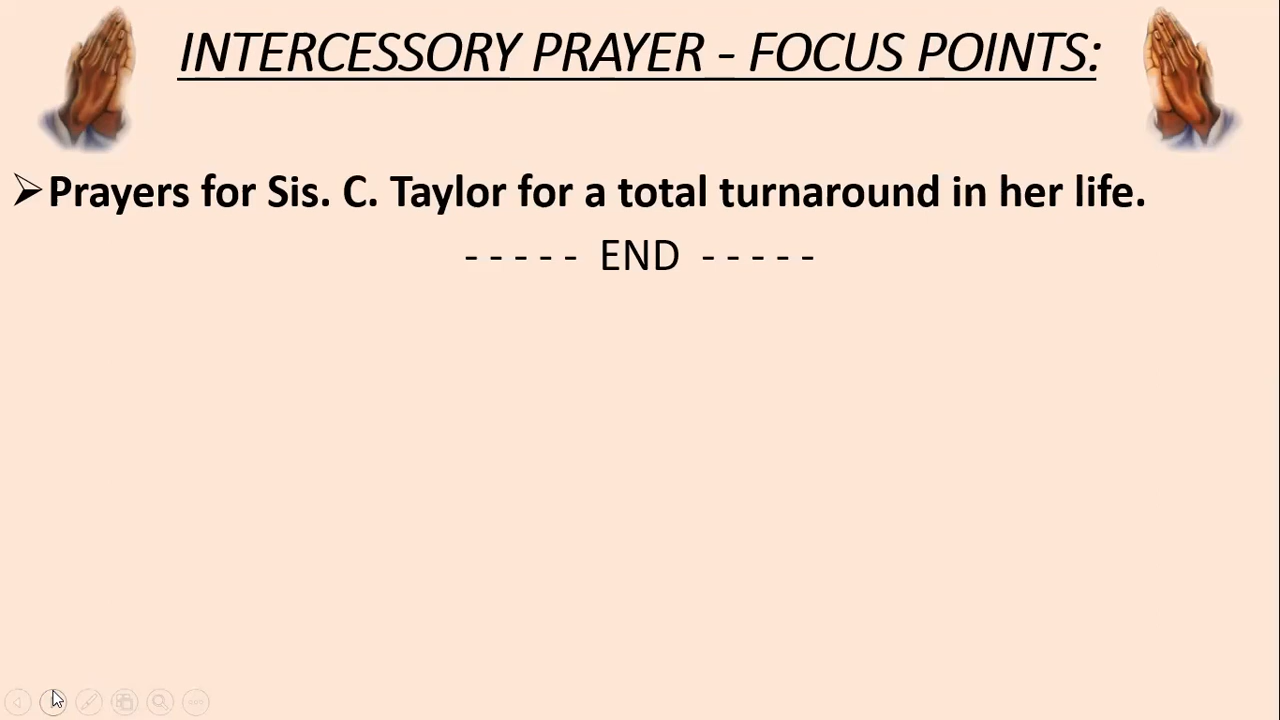 INTERCESSORY PRAYER - FOCUS POINTS:
➢Prayers for Sis. C. Taylor for a total turnaround in her life.
- - - - -  END  - - - - -